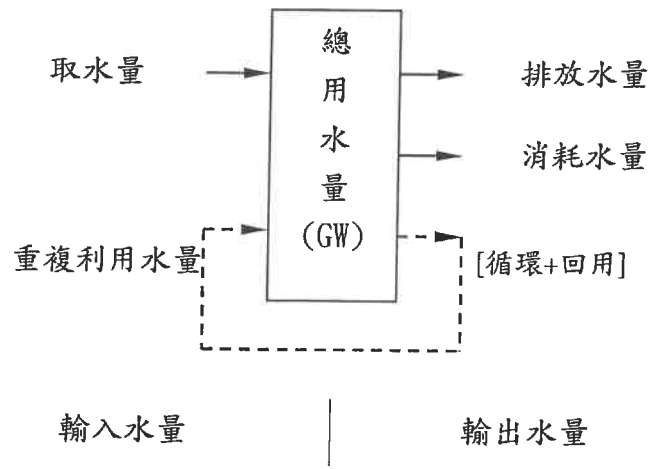 取水量
總用水量(GW)
排放水量
消耗水量
重複利用水量
[循環+回用]
輸入水量
輸出水量